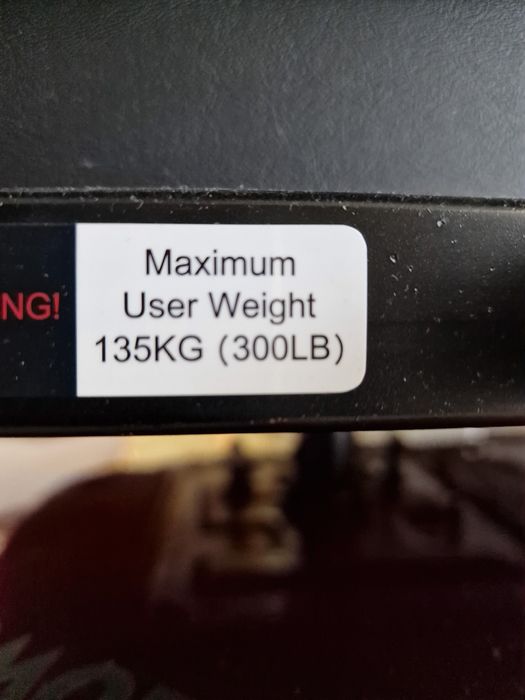 NG!
Maximum
User Weight
135KG (300LB)